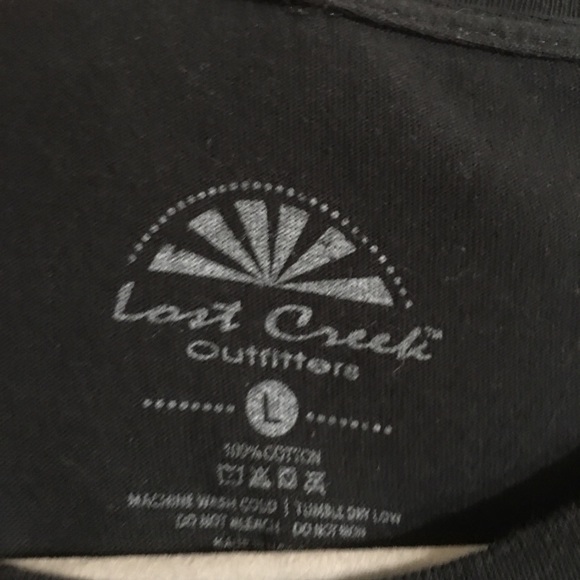 Lost Creek™
Outfitters
L
100% COTTON
MACHINE WASH COLD | TUMBLE DRY LOW
DO NOT BLEACH DO NOT IRON